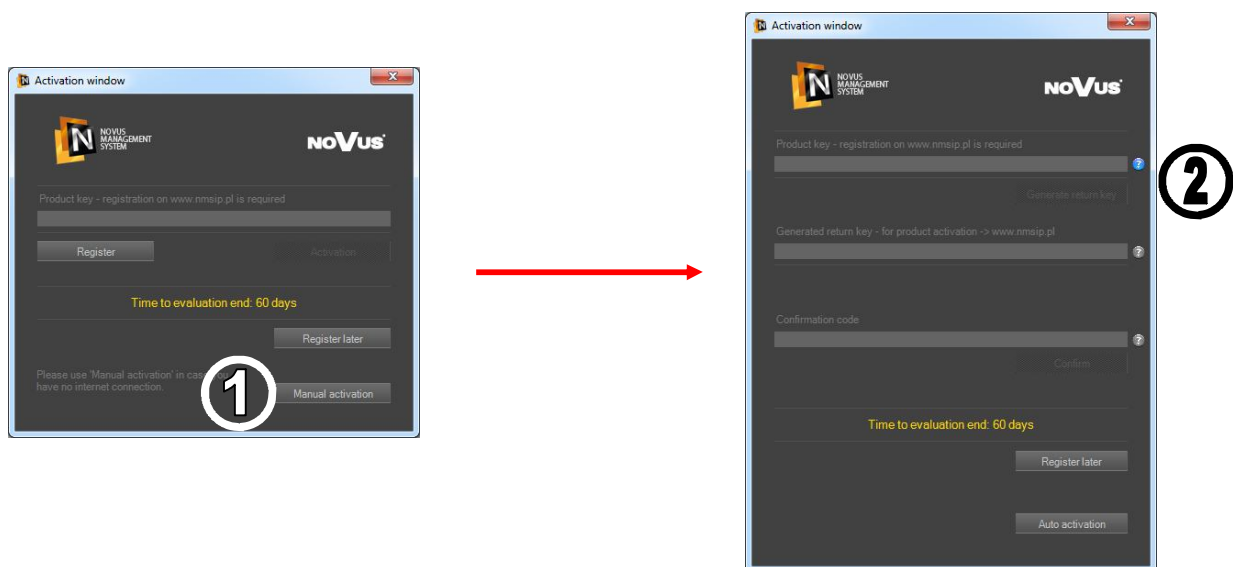 Activation window
NOVUS
MANAGEMENT
SYSTEM
NOVUS
Product key - registration on www.nmsip.pl is required
Register
Activation
Time to evaluation end: 60 days
Register later
Please use 'Manual activation' in case you
have no internet connection.
Manual activation
1
Activation window
NOVUS
MANAGEMENT
SYSTEM
NOVUS
Product key - registration on www.nmsip.pl is required
?
2
Generate return key
Generated return key - for product activation -> www.nmsip.pl
?
Confirmation code
?
Confirm
Time to evaluation end: 60 days
Register later
Auto activation